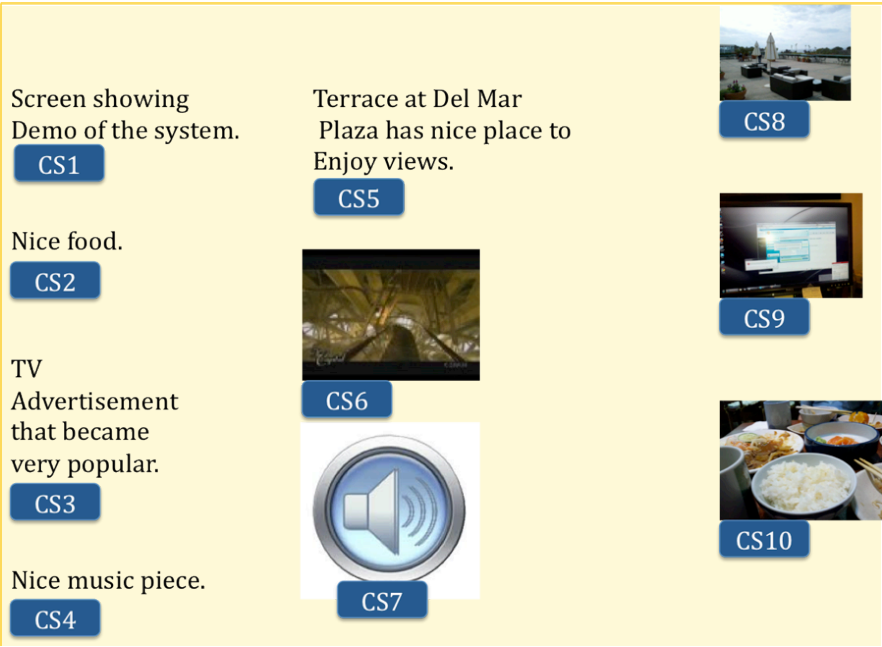 Screen showing
Demo of the system.
CS1
Nice food.
CS2
TV
Advertisement
that became
very popular.
CS3
Nice music piece.
CS4
Terrace at Del Mar
Plaza has nice place to
Enjoy views.
CS5
CS6
CS7
CS8
CS9
CS10